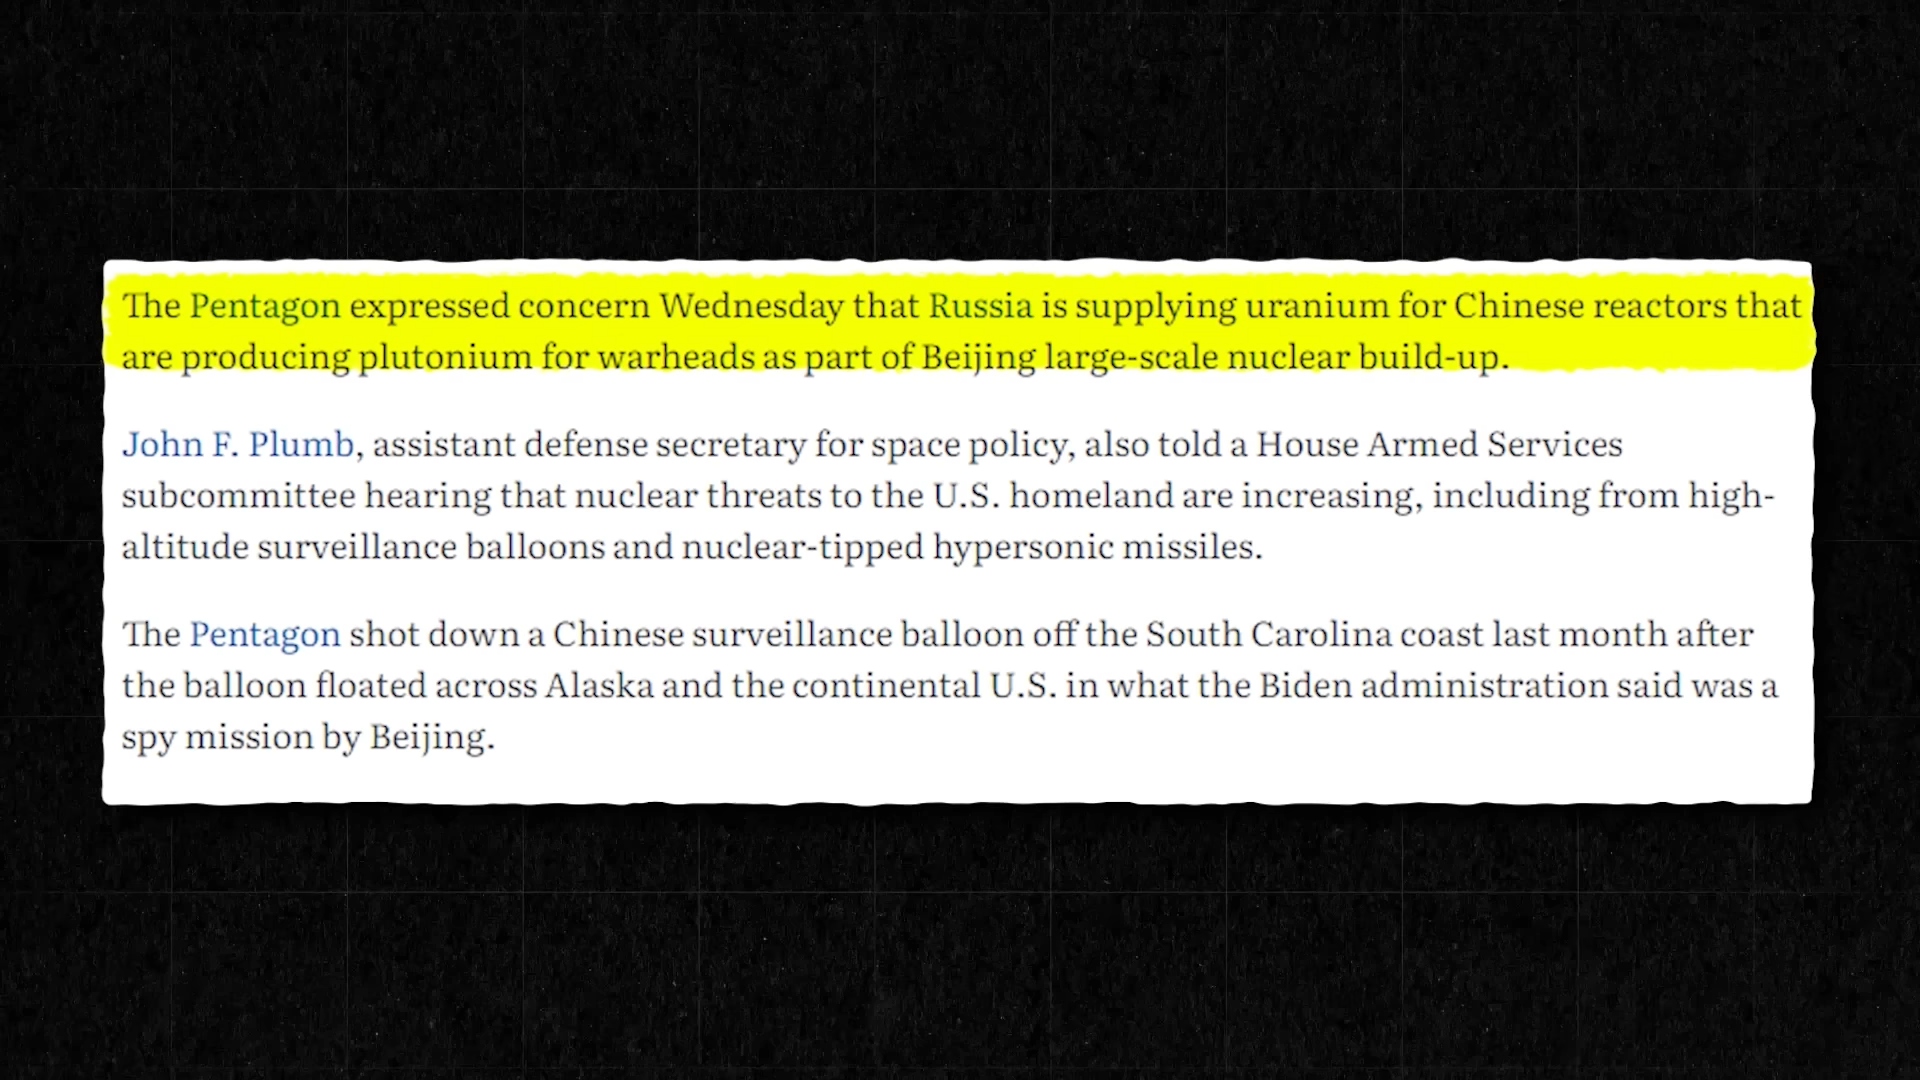 The Pentagon expressed concern Wednesday that Russia is supplying uranium for Chinese reactors that
are producing plutonium for warheads as part of Beijing large-scale nuclear build-up.
John F. Plumb, assistant defense secretary for space policy, also told a House Armed Services
subcommittee hearing that nuclear threats to the U.S. homeland are increasing, including from high-
altitude surveillance balloons and nuclear-tipped hypersonic missiles.
The Pentagon shot down a Chinese surveillance balloon off the South Carolina coast last month after
the balloon floated across Alaska and the continental U.S. in what the Biden administration said was a
spy mission by Beijing.